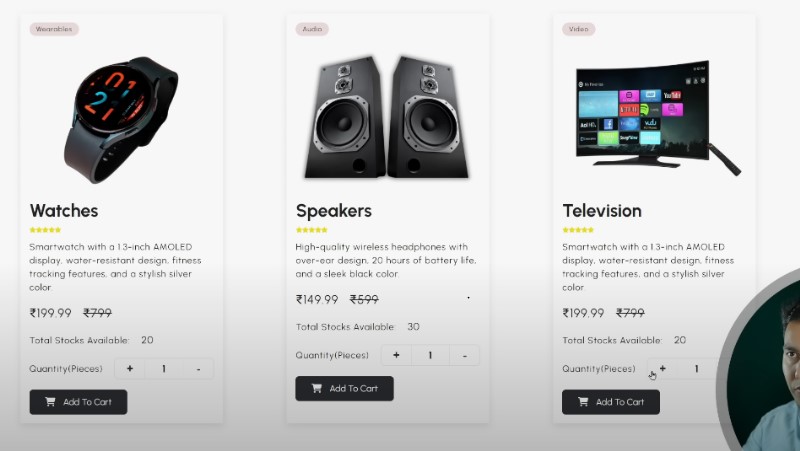 Wearables
Watches
Smartwatch with a 1.3-inch AMOLED
display, water-resistant design, fitness
tracking features, and a stylish silver
color.
₹199.99 ₹799
Total Stocks Available: 20
Quantity(Pieces) + 1 -
Add To Cart
Audio
Speakers
High-quality wireless headphones with
over-ear design, 20 hours of battery life,
and a sleek black color.
₹149.99 ₹599
Total Stocks Available: 30
Quantity(Pieces) + 1 -
Add To Cart
Video
YouTube
Television
Smartwatch with a 1.3-inch AMOLED
display, water-resistant design, fitness
tracking features, and a stylish silver
color.
₹199.99 ₹799
Total Stocks Available: 20
Quantity(Pieces) + 1
Add To Cart